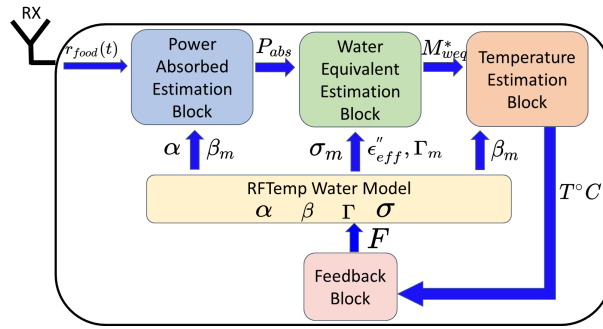 RX
r_food(t)
Power
Absorbed
Estimation
Block
P_abs
Water
Equivalent
Estimation
Block
M*_weq
Temperature
Estimation
Block
α β_m
σ_m ϵ''_eff, Γ_m
β_m
RFTemp Water Model
α β Γ σ
T°C
F
Feedback
Block